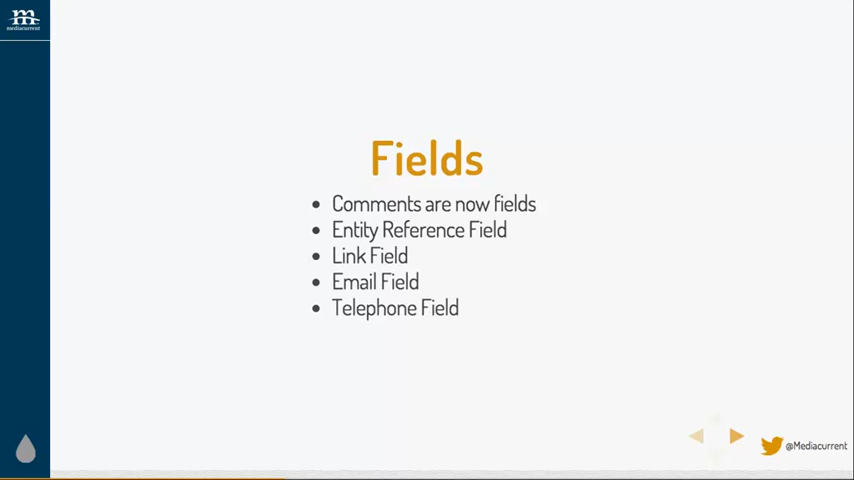 m
mediacurrent
Fields
Comments are now fields
Entity Reference Field
Link Field
Email Field
Telephone Field
@Mediacurrent